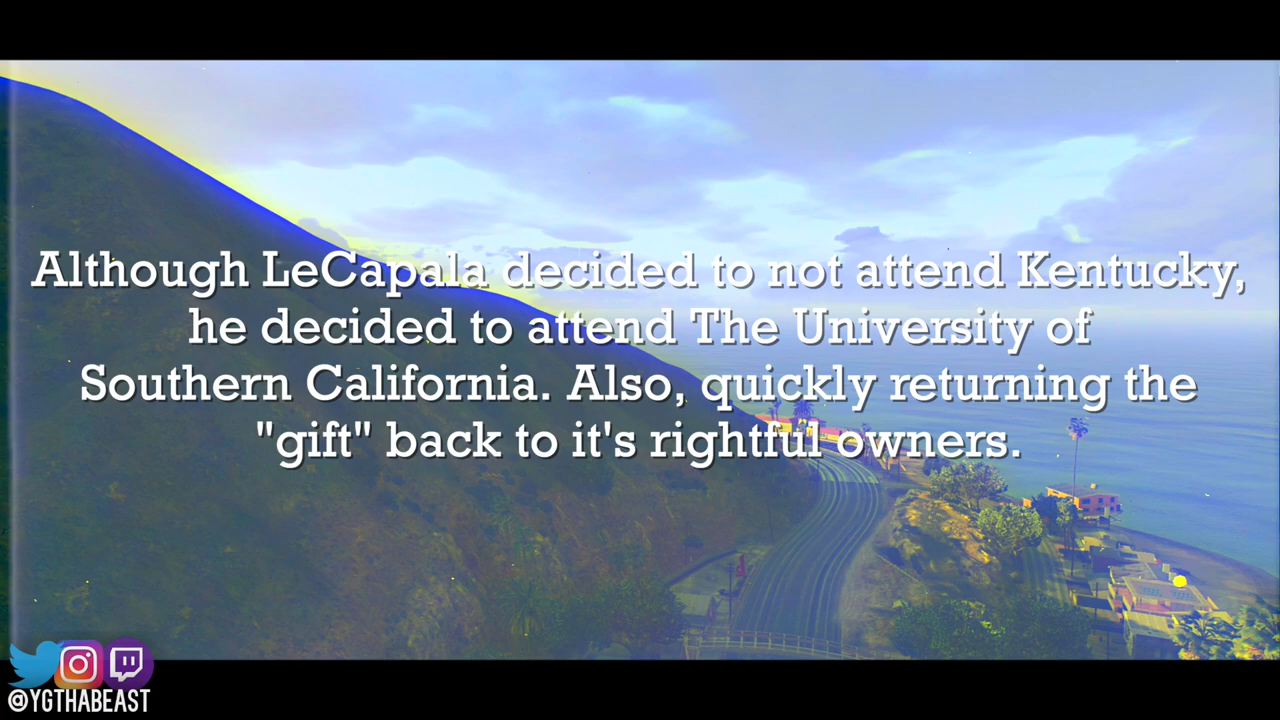 Although LeCapala decided to not attend Kentucky,
he decided to attend The University of
Southern California. Also, quickly returning the
"gift" back to it's rightful owners.
@YGTHABEAST